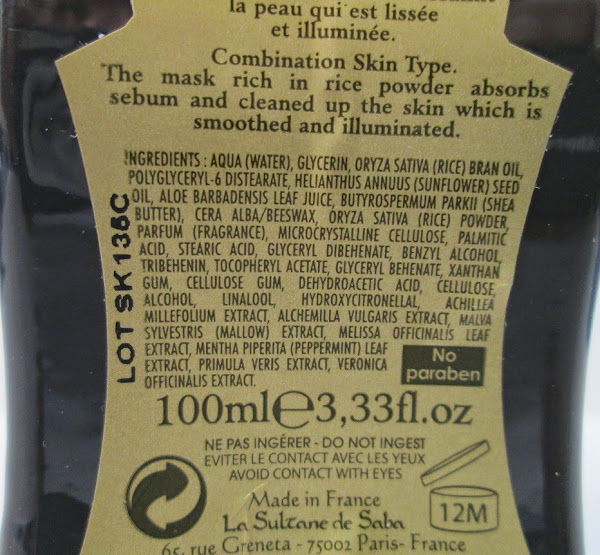 la peau qui est lissée
et illuminée.
Combination Skin Type.
The mask rich in rice powder absorbs
sebum and cleaned up the skin which is
smoothed and illuminated.
INGREDIENTS : AQUA (WATER), GLYCERIN, ORYZA SATIVA (RICE) BRAN OIL,
POLYGLYCERYL-6 DISTEARATE, HELIANTHUS ANNUUS (SUNFLOWER) SEED
OIL, ALOE BARBADENSIS LEAF JUICE, BUTYROSPERMUM PARKII (SHEA
BUTTER), CERA ALBA/BEESWAX, ORYZA SATIVA (RICE) POWDER,
PARFUM (FRAGRANCE), MICROCRYSTALLINE CELLULOSE, PALMITIC
ACID, STEARIC ACID, GLYCERYL DIBEHENATE, BENZYL ALCOHOL,
TRIBEHENIN, TOCOPHERYL ACETATE, GLYCERYL BEHENATE, XANTHAN
GUM, CELLULOSE GUM, DEHYDROACETIC ACID, CELLULOSE,
ALCOHOL, LINALOOL, HYDROXYCITRONELLAL, ACHILLEA
MILLEFOLIUM EXTRACT, ALCHEMILLA VULGARIS EXTRACT, MALVA
SYLVESTRIS (MALLOW) EXTRACT, MELISSA OFFICINALIS LEAF
EXTRACT, MENTHA PIPERITA (PEPPERMINT) LEAF
EXTRACT, PRIMULA VERIS EXTRACT, VERONICA
OFFICINALIS EXTRACT.
No
paraben
LOT SK136C
100ml℮3,33fl.oz
NE PAS INGÉRER - DO NOT INGEST
EVITER LE CONTACT AVEC LES YEUX
AVOID CONTACT WITH EYES
12M
Made in France
La Sultane de Saba
65, rue Greneta - 75002 Paris- France